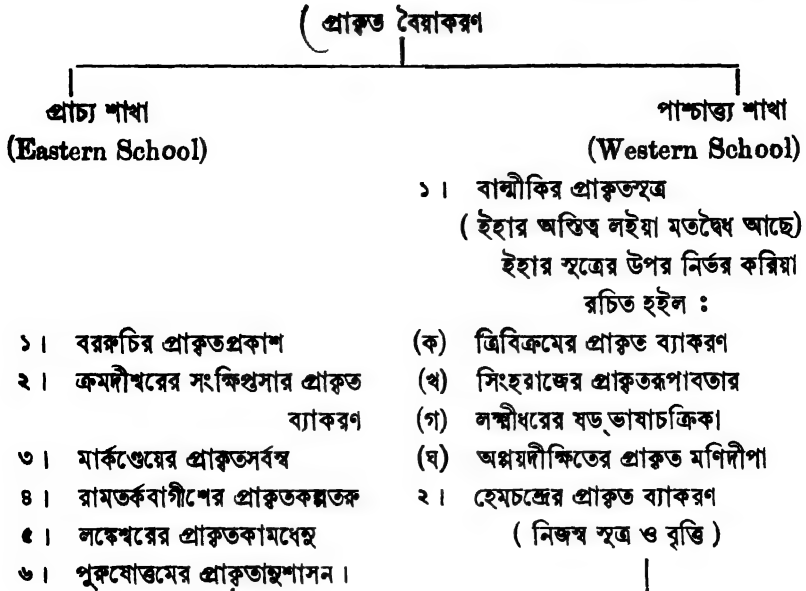 ( প্রাকৃত বৈয়াকরণ
প্রাচ্য শাখা
(Eastern School)
১। বররুচির প্রাকৃতপ্রকাশ
২। ক্রমদীশ্বরের সংক্ষিপ্তসার প্রাকৃত
ব্যাকরণ
৩। মার্কণ্ডেয়ের প্রাকৃতসর্বস্ব
৪। রামতর্কবাগীশের প্রাকৃতকল্পতরু
৫। লঙ্কেশ্বরের প্রাকৃতকামধেনু
৬। পুরুষোত্তমের প্রাকৃতানুশাসন।
পাশ্চাত্ত্য শাখা
(Western School)
১। বাল্মীকির প্রাকৃতসূত্র
( ইহার অস্তিত্ব লইয়া মতদ্বৈধ আছে)
ইহার সূত্রের উপর নির্ভর করিয়া
রচিত হইল :
(ক) ত্রিবিক্রমের প্রাকৃত ব্যাকরণ
(খ) সিংহরাজের প্রাকৃতরূপাবতার
(গ) লক্ষ্মীধরের ষড্‌ভাষাচন্দ্রিকা
(ঘ) অপ্পয়দীক্ষিতের প্রাকৃত মণিদীপা
২। হেমচন্দ্রের প্রাকৃত ব্যাকরণ
( নিজস্ব সূত্র ও বৃত্তি )